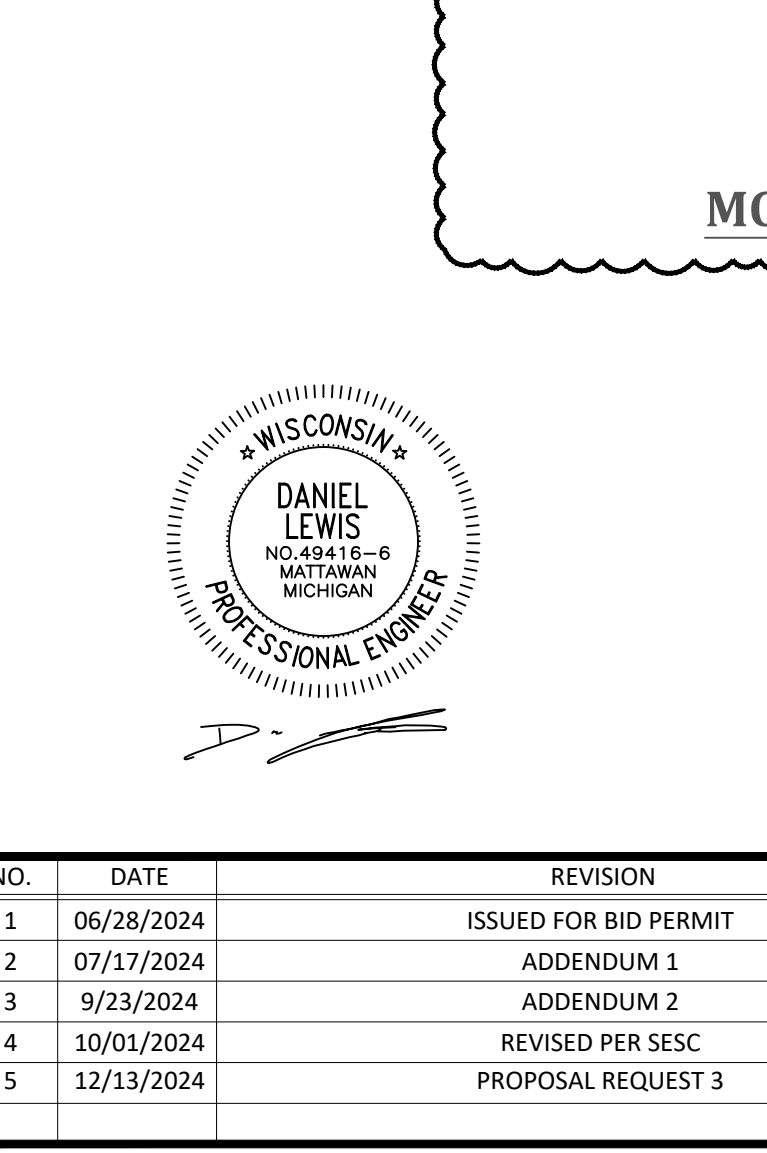 WISCONSIN
DANIEL
LEWIS
NO.49416-6
MATTAWAN
MICHIGAN
PROFESSIONAL ENGINEER
NO. DATE REVISION
1 06/28/2024 ISSUED FOR BID PERMIT
2 07/17/2024 ADDENDUM 1
3 9/23/2024 ADDENDUM 2
4 10/01/2024 REVISED PER SESC
5 12/13/2024 PROPOSAL REQUEST 3